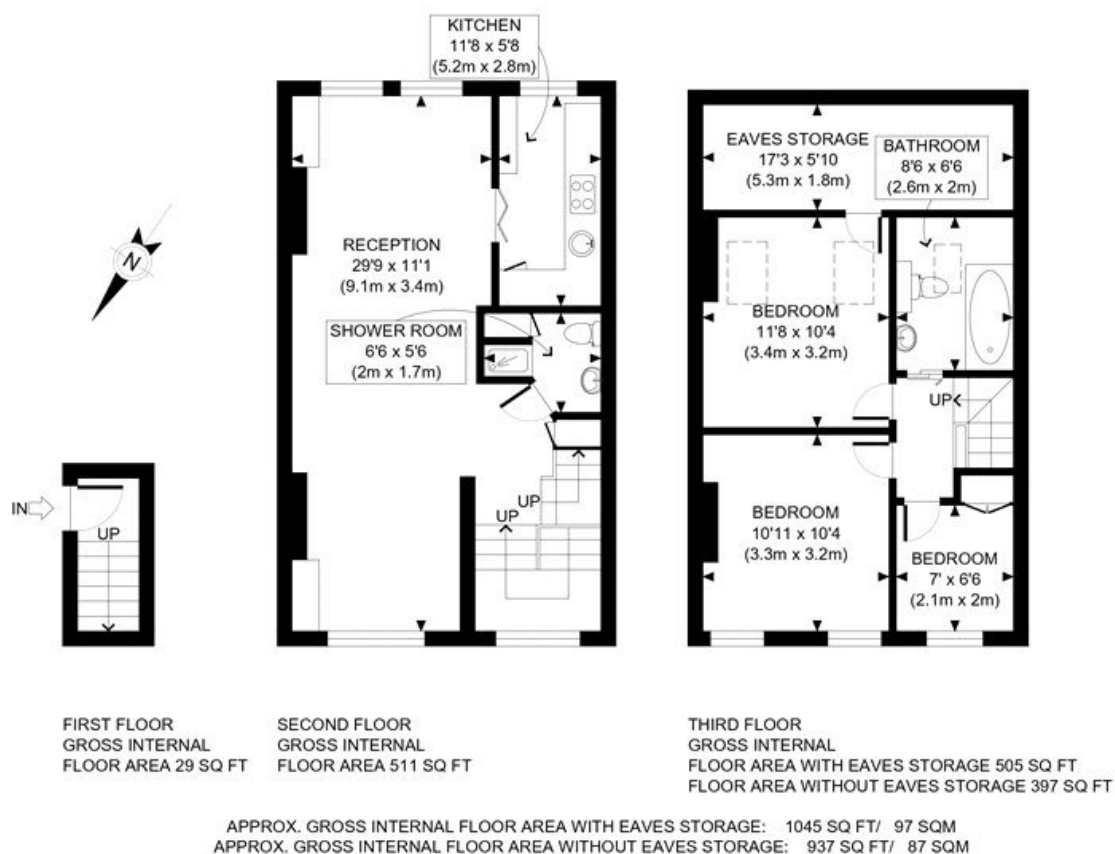 KITCHEN
11'8 x 5'8
(5.2m x 2.8m)
EAVES STORAGE
17'3 x 5'10
(5.3m x 1.8m)
BATHROOM
8'6 x 6'6
(2.6m x 2m)
N
RECEPTION
29'9 x 11'1
(9.1m x 3.4m)
SHOWER ROOM
6'6 x 5'6
(2m x 1.7m)
BEDROOM
11'8 x 10'4
(3.4m x 3.2m)
UP
IN
UP
UP
UP
BEDROOM
10'11 x 10'4
(3.3m x 3.2m)
BEDROOM
7' x 6'6
(2.1m x 2m)
FIRST FLOOR
GROSS INTERNAL
FLOOR AREA 29 SQ FT
SECOND FLOOR
GROSS INTERNAL
FLOOR AREA 511 SQ FT
THIRD FLOOR
GROSS INTERNAL
FLOOR AREA WITH EAVES STORAGE 505 SQ FT
FLOOR AREA WITHOUT EAVES STORAGE 397 SQ FT
APPROX. GROSS INTERNAL FLOOR AREA WITH EAVES STORAGE: 1045 SQ FT/ 97 SQM
APPROX. GROSS INTERNAL FLOOR AREA WITHOUT EAVES STORAGE: 937 SQ FT/ 87 SQM